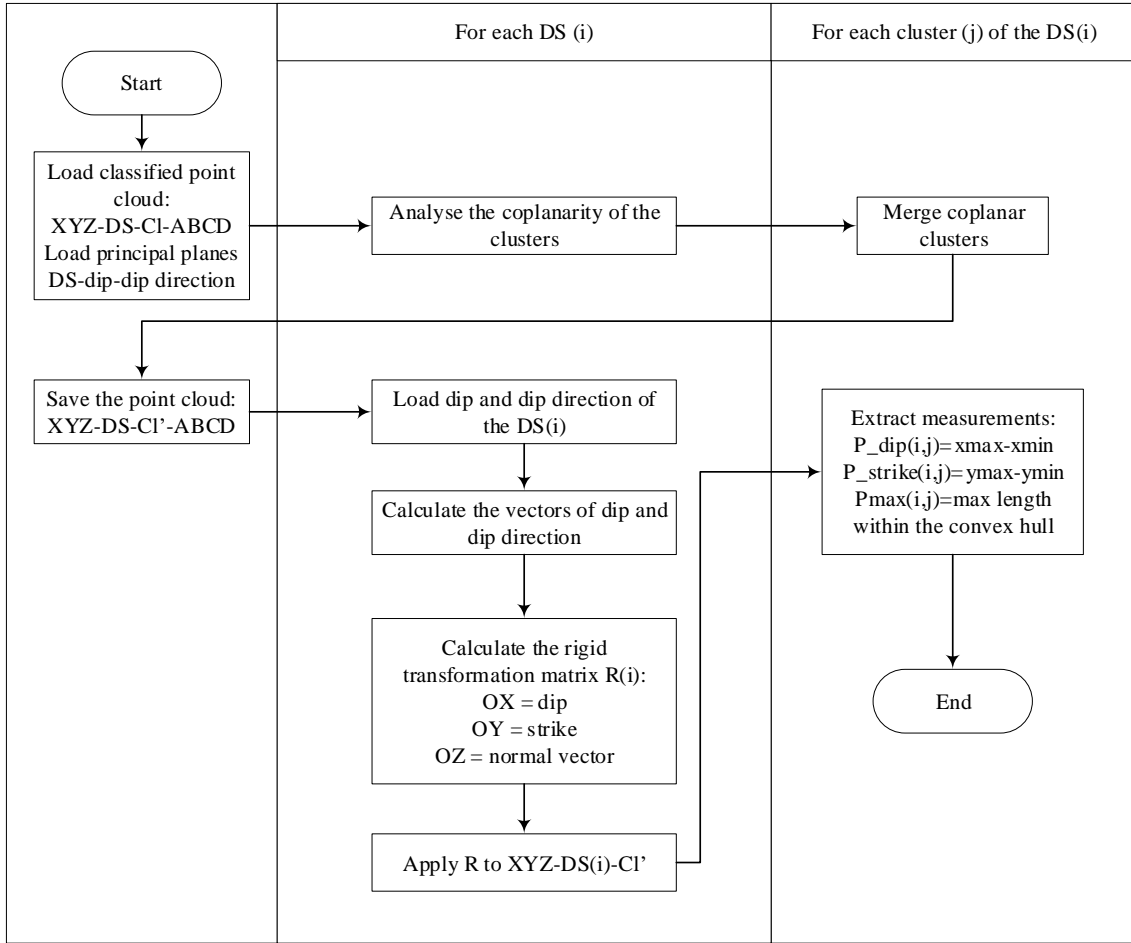 For each DS (i)
For each cluster (j) of the DS(i)
Start
Load classified point
cloud:
XYZ-DS-Cl-ABCD
Load principal planes
DS-dip-dip direction
Analyse the coplanarity of the
clusters
Merge coplanar
clusters
Save the point cloud:
XYZ-DS-Cl’-ABCD
Load dip and dip direction of
the DS(i)
Calculate the vectors of dip and
dip direction
Calculate the rigid
transformation matrix R(i):
OX = dip
OY = strike
OZ = normal vector
Apply R to XYZ-DS(i)-Cl’
Extract measurements:
P_dip(i,j)=xmax-xmin
P_strike(i,j)=ymax-ymin
Pmax(i,j)=max length
within the convex hull
End